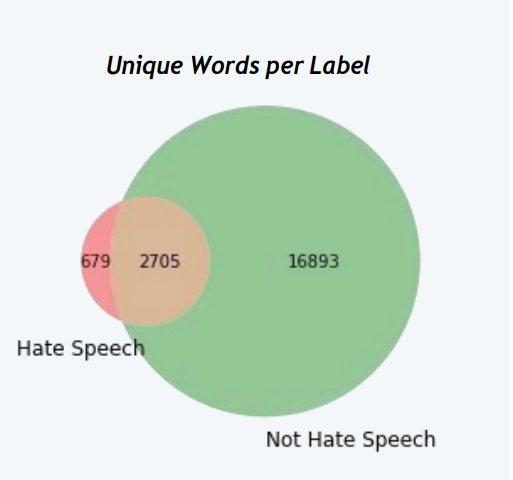 Unique Words per Label
679 2705 16893
Hate Speech
Not Hate Speech